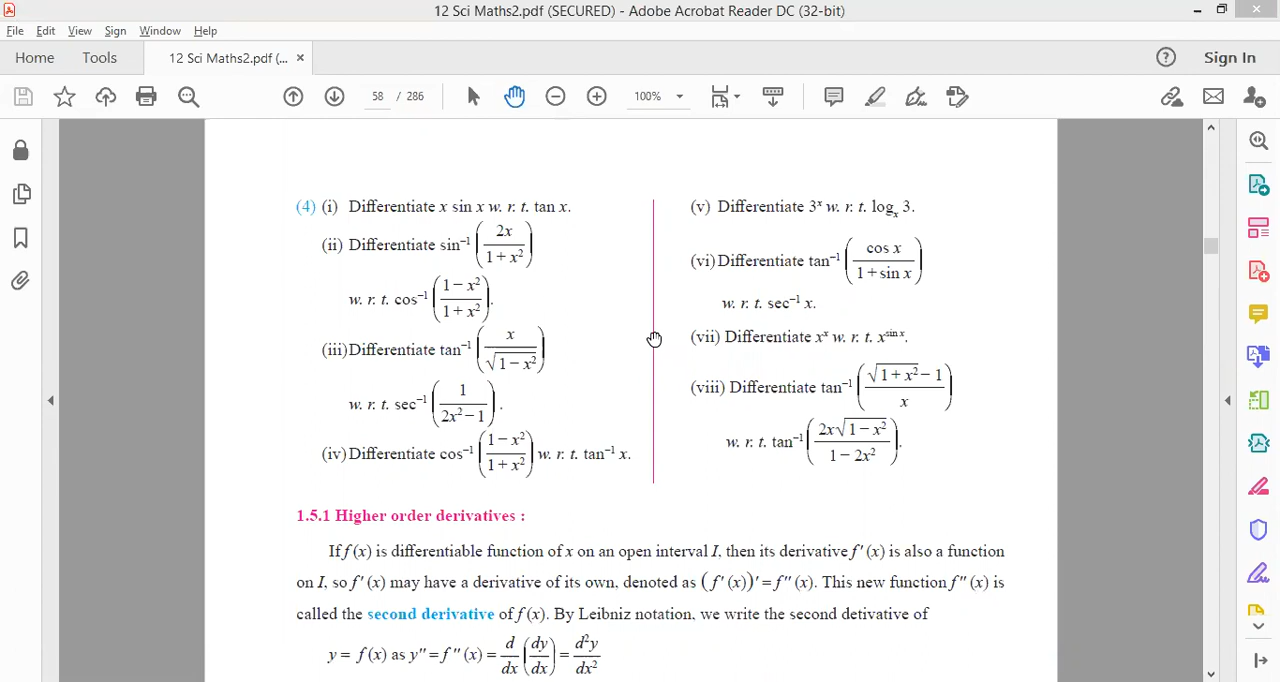 12 Sci Maths2.pdf (SECURED) - Adobe Acrobat Reader DC (32-bit)
File Edit View Sign Window Help
Home Tools 12 Sci Maths2.pdf (... × Sign In
58 / 286 100%
(4) (i) Differentiate x sin x w. r. t. tan x.
(ii) Differentiate sin⁻¹ (2x / (1 + x²))
w. r. t. cos⁻¹ ((1 − x²) / (1 + x²)).
(iii) Differentiate tan⁻¹ (x / √(1 − x²))
w. r. t. sec⁻¹ (1 / (2x² − 1)).
(iv) Differentiate cos⁻¹ ((1 − x²) / (1 + x²)) w. r. t. tan⁻¹ x.
(v) Differentiate 3ˣ w. r. t. logₓ 3.
(vi) Differentiate tan⁻¹ (cos x / (1 + sin x))
w. r. t. sec⁻¹ x.
(vii) Differentiate xˣ w. r. t. x^(sin x).
(viii) Differentiate tan⁻¹ ((√(1 + x²) − 1) / x)
w. r. t. tan⁻¹ (2x√(1 − x²) / (1 − 2x²)).
1.5.1 Higher order derivatives :
If f (x) is differentiable function of x on an open interval I, then its derivative f ′ (x) is also a function
on I, so f ′ (x) may have a derivative of its own, denoted as (f ′ (x))′ = f ″ (x). This new function f ″ (x) is
called the second derivative of f (x). By Leibniz notation, we write the second detivative of
y = f (x) as y″ = f ″ (x) = d/dx (dy/dx) = d²y/dx²